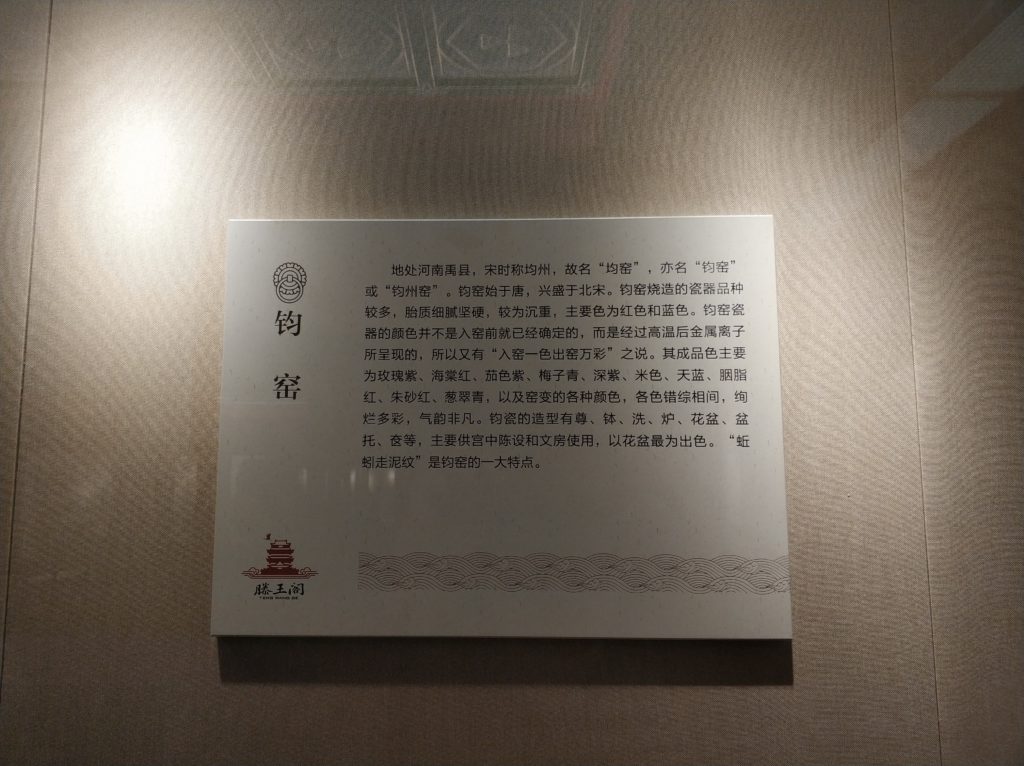 钧窑
地处河南禹县，宋时称均州，故名“均窑”，亦名“钧窑”
或“钧州窑”。钧窑始于唐，兴盛于北宋。钧窑烧造的瓷器品种
较多，胎质细腻坚硬，较为沉重，主要色为红色和蓝色。钧窑瓷
器的颜色并不是入窑前就已经确定的，而是经过高温后金属离子
所呈现的，所以又有“入窑一色出窑万彩”之说。其成品色主要
为玫瑰紫、海棠红、茄色紫、梅子青、深紫、米色、天蓝、胭脂
红、朱砂红、葱翠青，以及窑变的各种颜色，各色错综相间，绚
烂多彩，气韵非凡。钧瓷的造型有尊、钵、洗、炉、花盆、盆
托、奁等，主要供宫中陈设和文房使用，以花盆最为出色。“蚯
蚓走泥纹”是钧窑的一大特点。
滕王阁
TENG WANG GE